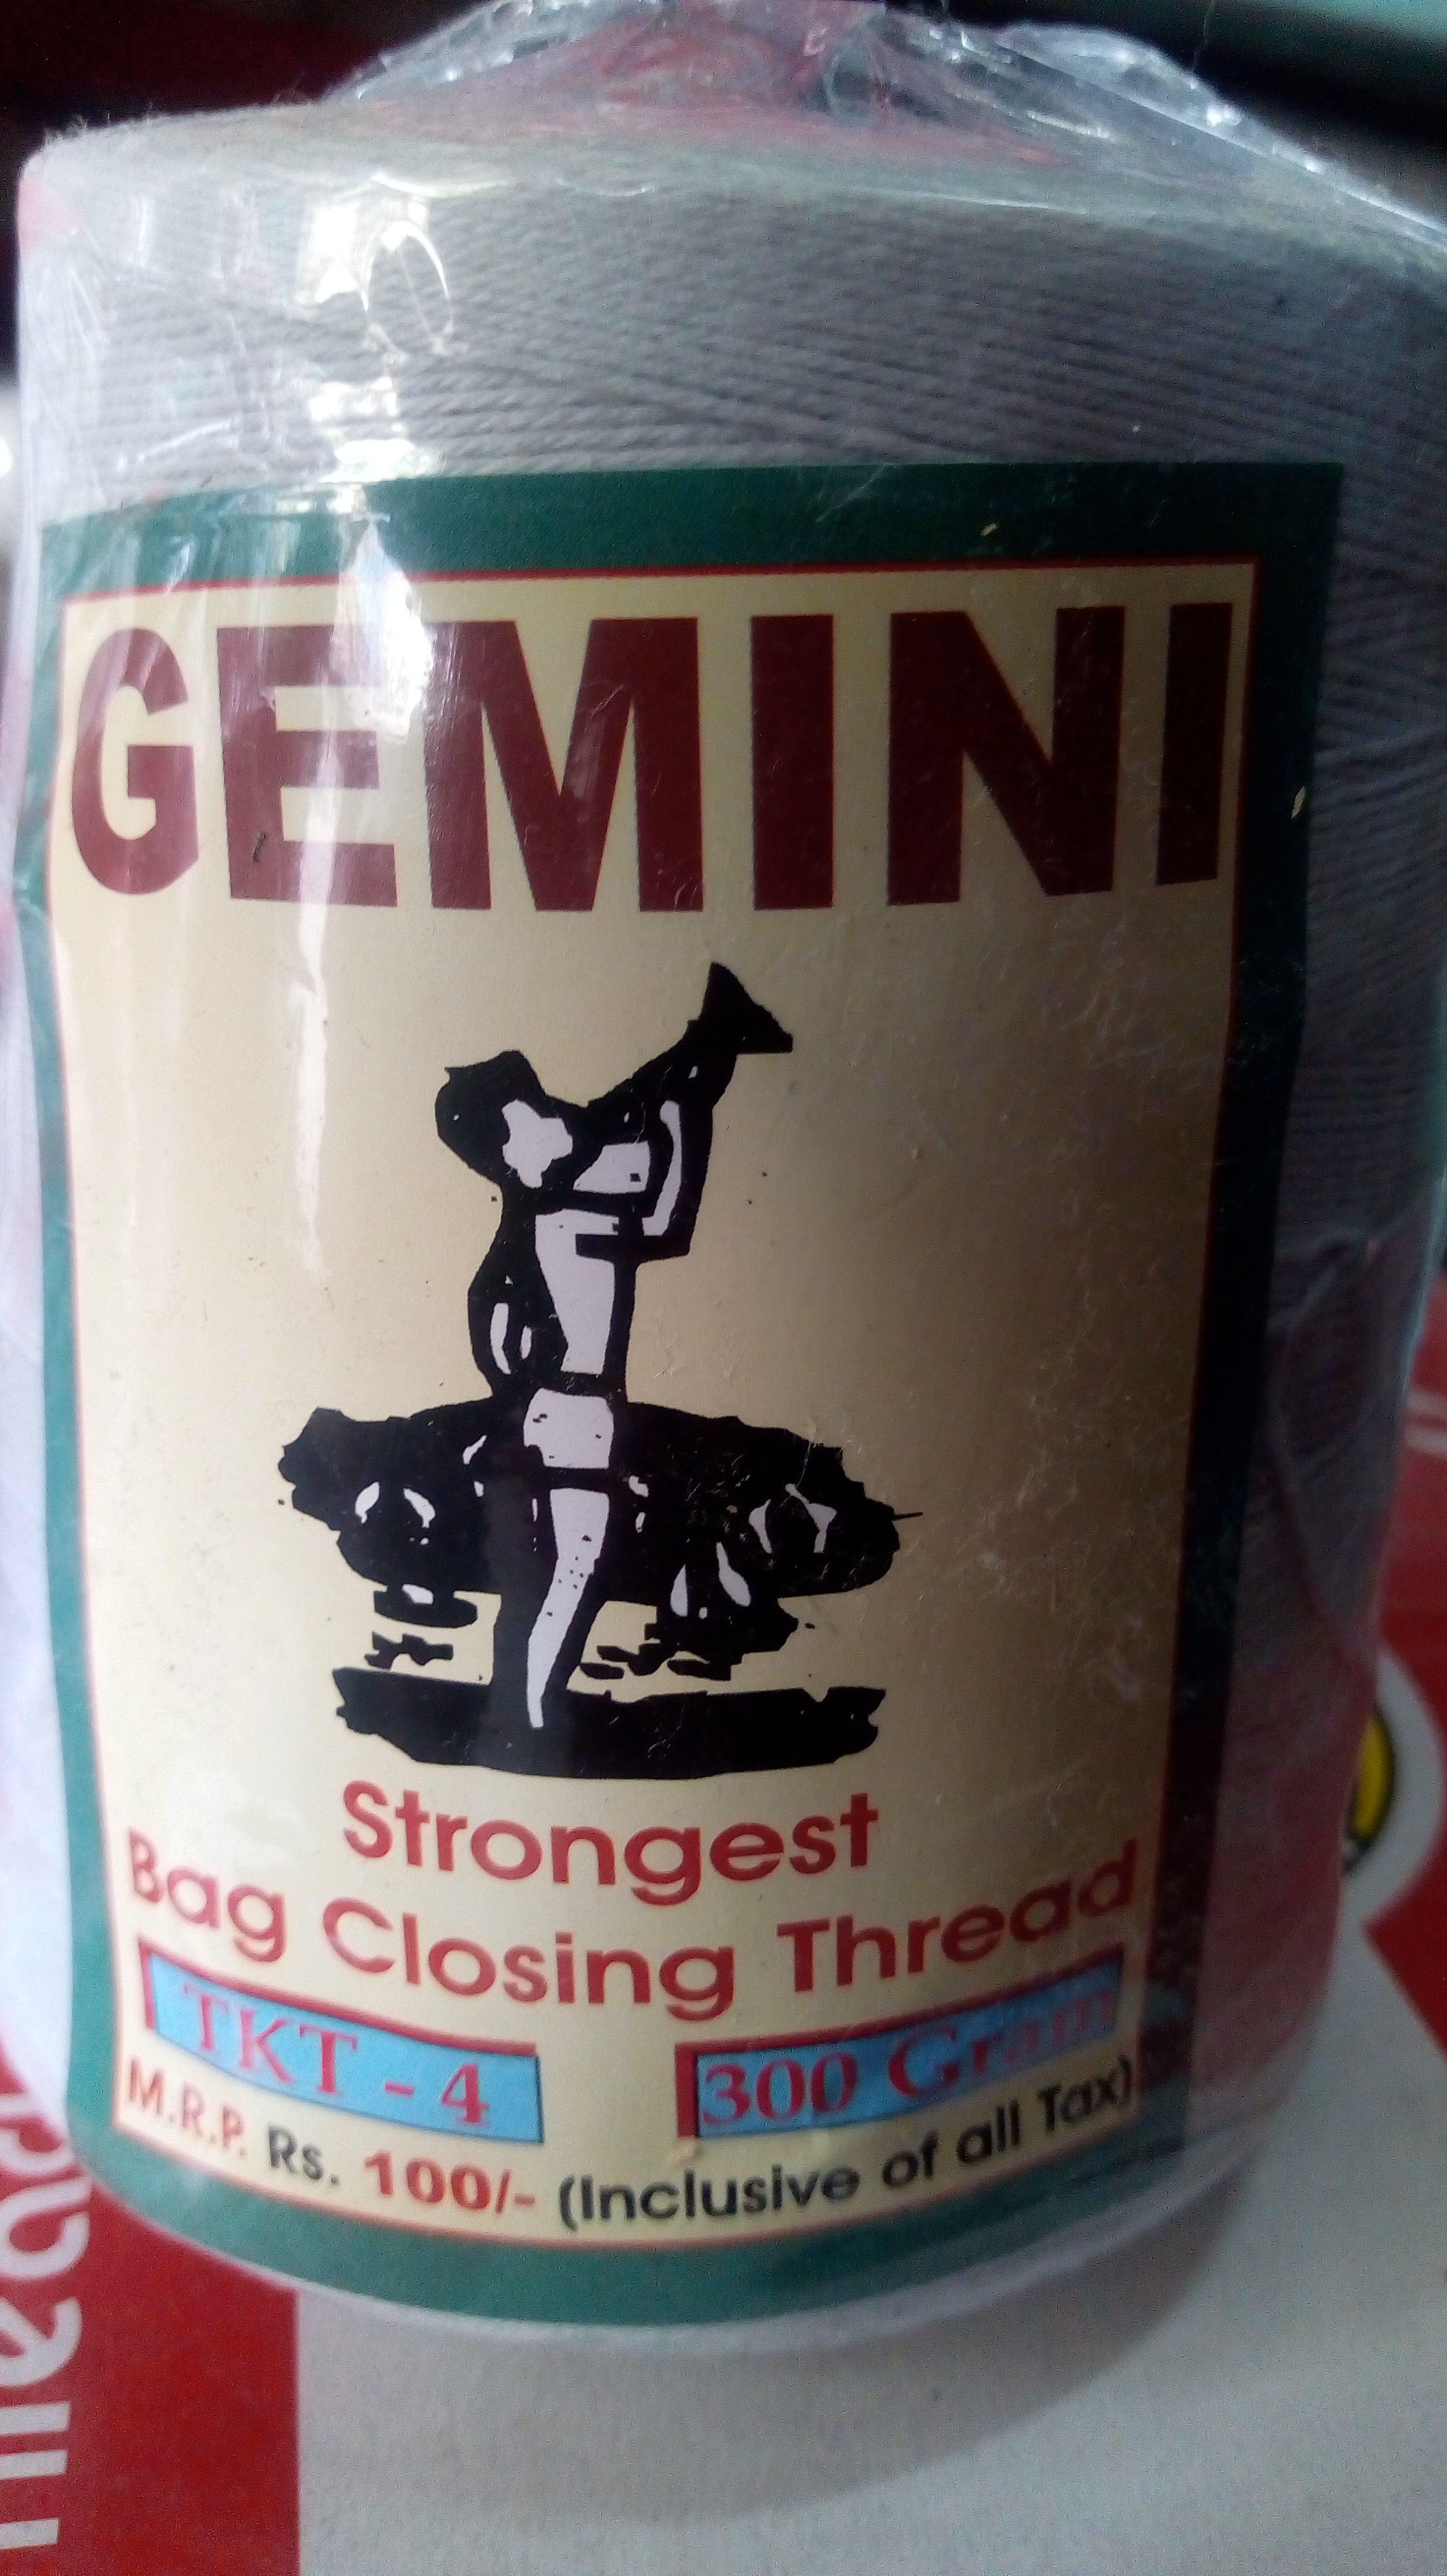 GEMINI
Strongest
Bag Closing Thread
TKT - 4
300 Gram
M.R.P. Rs. 100/- (Inclusive of all Tax)